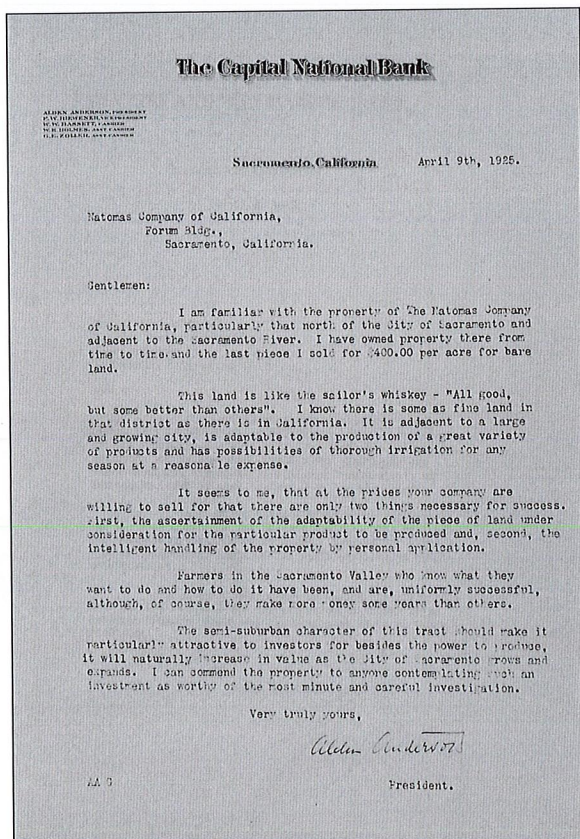 The Capital National Bank
ALDEN ANDERSON, PRESIDENT
W. W. BASSETT, CASHIER
W. R. HOLMES, ASST. CASHIER
G. E. ZOLLER, ASST. CASHIER
Sacramento, California April 9th, 1925.
Natomas Company of California,
Forum Bldg.,
Sacramento, California.
Gentlemen:
I am familiar with the property of The Natomas Company
of California, particularly that north of the City of Sacramento and
adjacent to the Sacramento River. I have owned property there from
time to time and the last piece I sold for $400.00 per acre for bare
land.
This land is like the sailor's whiskey - "All good,
but some better than others". I know there is some as fine land in
that district as there is in California. It is adjacent to a large
and growing city, is adaptable to the production of a great variety
of products and has possibilities of thorough irrigation for any
season at a reasona le expense.
It seems to me, that at the prices your company are
willing to sell for that there are only two things necessary for success.
First, the ascertainment of the adaptability of the piece of land under
consideration for the particular product to be produced and, second, the
intelligent handling of the property by personal application.
Farmers in the Sacramento Valley who know what they
want to do and how to do it have been, and are, uniformly successful,
although, of course, they make more money some years than others.
The semi-suburban character of this tract should make it
particularly attractive to investors for besides the power to produce,
it will naturally increase in value as the City of Sacramento grows and
expands. I can commend the property to anyone contemplating such an
investment as worthy of the most minute and careful investigation.
Very truly yours,
Alden Anderson
AA G President.